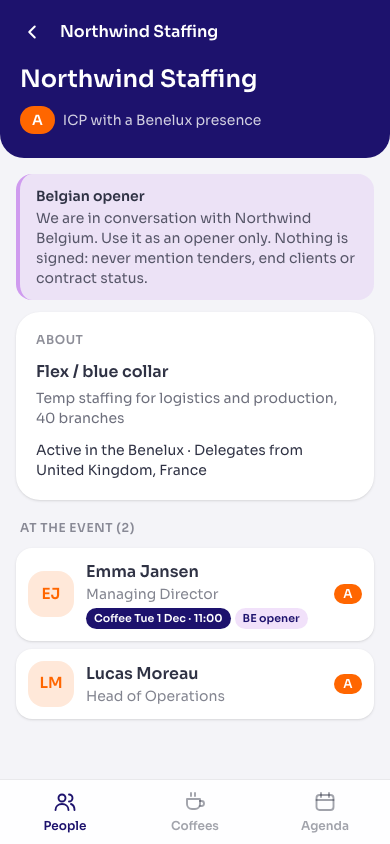 Northwind Staffing
Northwind Staffing
A ICP with a Benelux presence
Belgian opener
We are in conversation with Northwind
Belgium. Use it as an opener only. Nothing is
signed: never mention tenders, end clients or
contract status.
ABOUT
Flex / blue collar
Temp staffing for logistics and production,
40 branches
Active in the Benelux · Delegates from
United Kingdom, France
AT THE EVENT (2)
EJ
Emma Jansen
Managing Director
Coffee Tue 1 Dec · 11:00 BE opener
A
LM
Lucas Moreau
Head of Operations
A
People Coffees Agenda